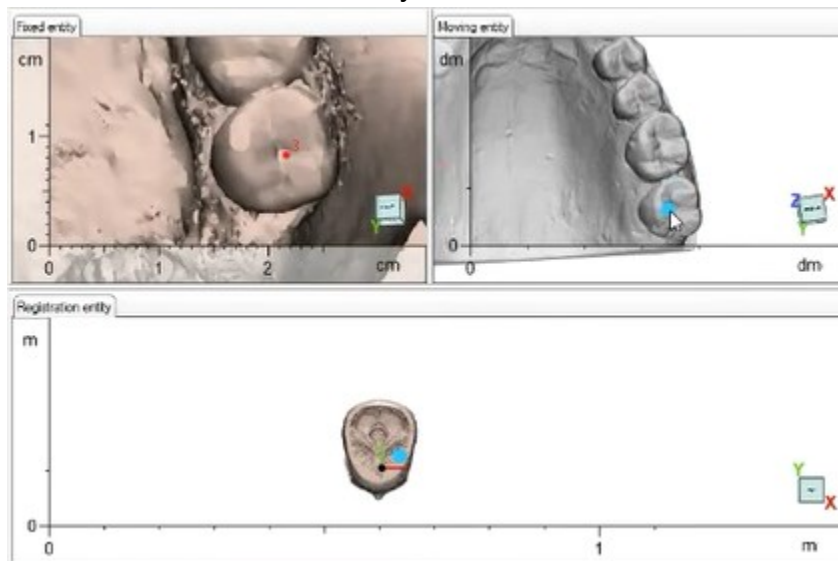 Fixed entity
cm
1
0
0 1 2 cm
3
X
Y
Moving entity
dm
0
0 dm
Z X
Y
Registration entity
m
0
0 1 m
Y
X